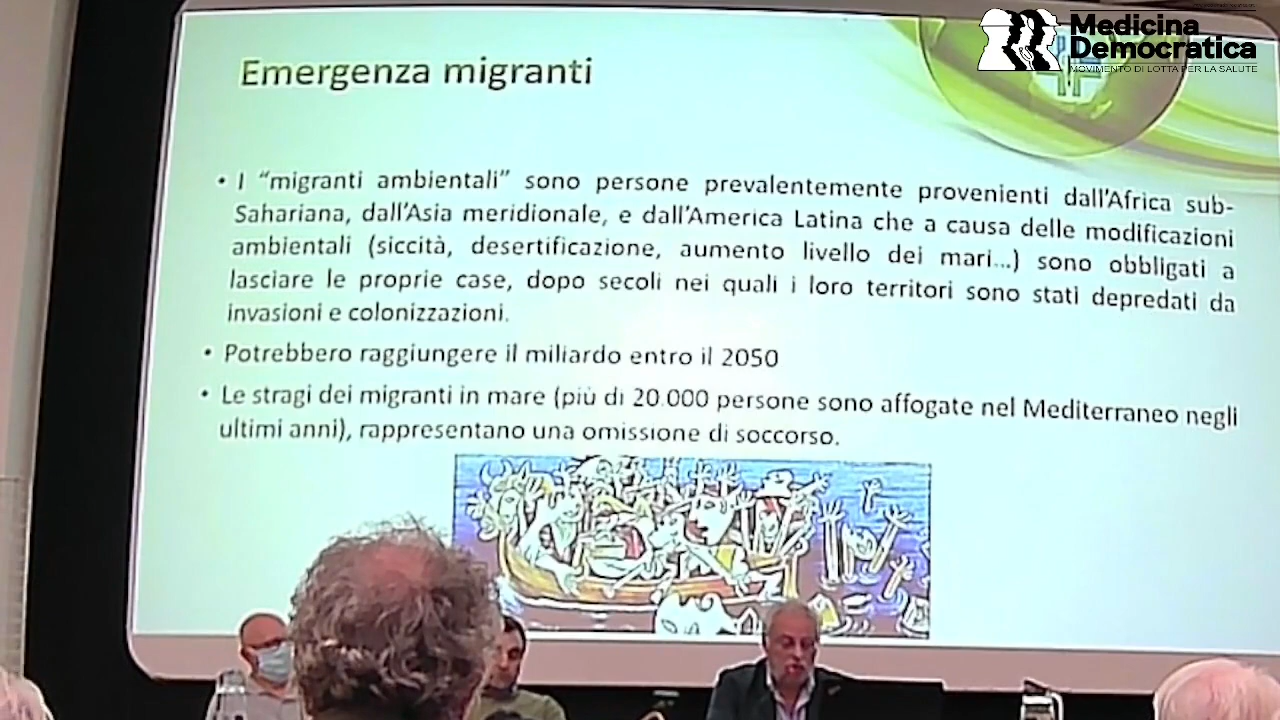 Medicina
Democratica
MOVIMENTO DI LOTTA PER LA SALUTE
Emergenza migranti
• I “migranti ambientali” sono persone prevalentemente provenienti dall'Africa sub-
Sahariana, dall'Asia meridionale, e dall'America Latina che a causa delle modificazioni
ambientali (siccità, desertificazione, aumento livello dei mari...) sono obbligati a
lasciare le proprie case, dopo secoli nei quali i loro territori sono stati depredati da
invasioni e colonizzazioni.
• Potrebbero raggiungere il miliardo entro il 2050
• Le stragi dei migranti in mare (più di 20.000 persone sono affogate nel Mediterraneo negli
ultimi anni), rappresentano una omissione di soccorso.